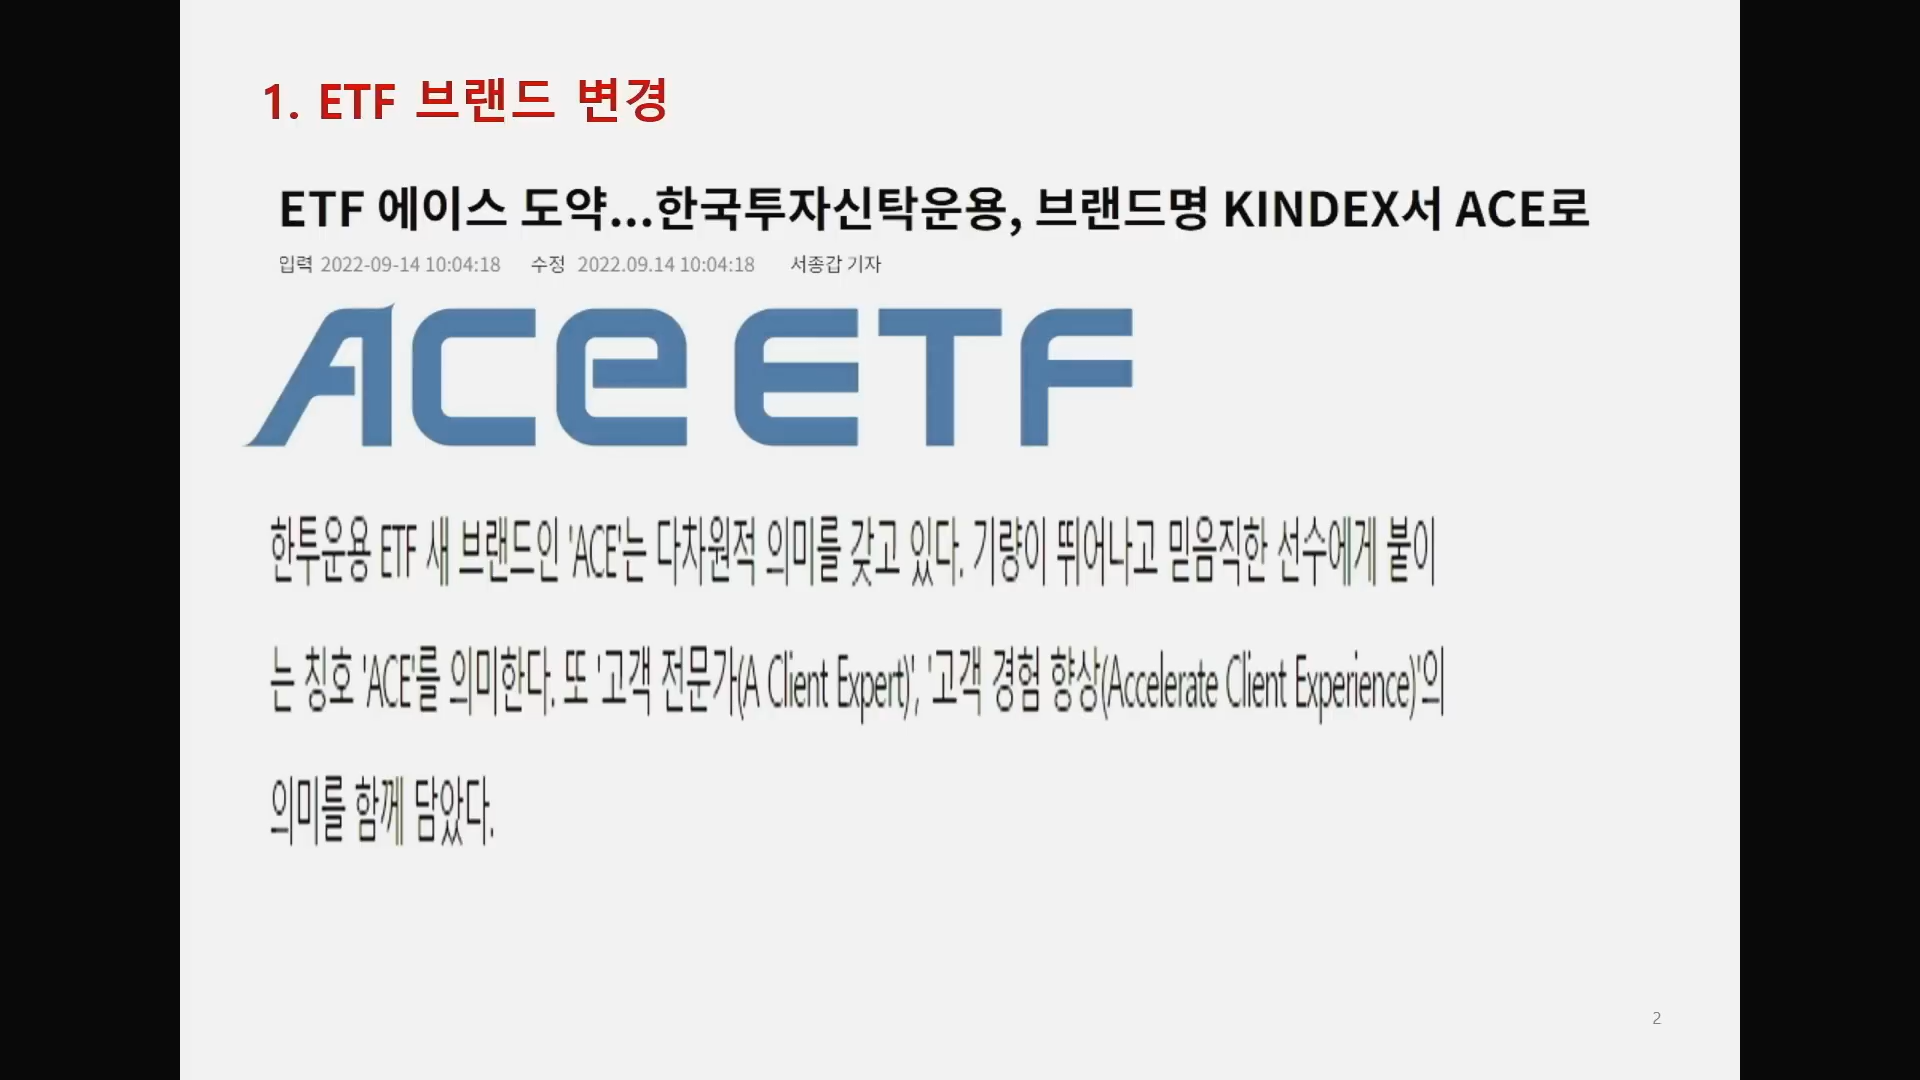 1. ETF 브랜드 변경
ETF 에이스 도약...한국투자신탁운용, 브랜드명 KINDEX서 ACE로
입력 2022-09-14 10:04:18 수정 2022.09.14 10:04:18 서종갑 기자
ACe ETF
한투운용 ETF 새 브랜드인 'ACE'는 다차원적 의미를 갖고 있다. 기량이 뛰어나고 믿음직한 선수에게 붙이
는 칭호 'ACE'를 의미한다. 또 '고객 전문가(A Client Expert)', '고객 경험 향상(Accelerate Client Experience)'의
의미를 함께 담았다.
2